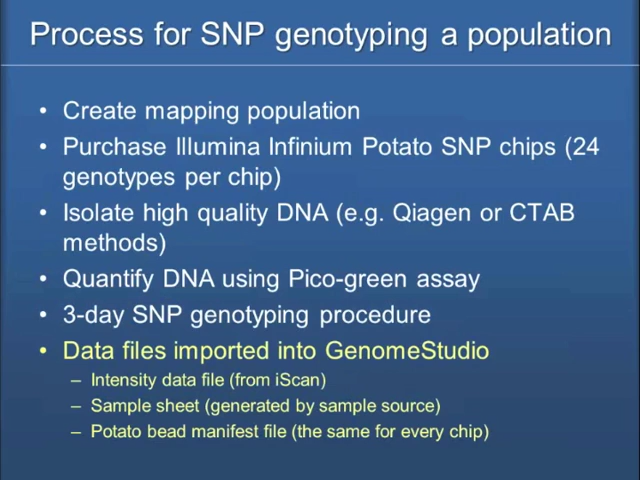 Process for SNP genotyping a population
• Create mapping population
• Purchase Illumina Infinium Potato SNP chips (24
genotypes per chip)
• Isolate high quality DNA (e.g. Qiagen or CTAB
methods)
• Quantify DNA using Pico-green assay
• 3-day SNP genotyping procedure
• Data files imported into GenomeStudio
– Intensity data file (from iScan)
– Sample sheet (generated by sample source)
– Potato bead manifest file (the same for every chip)